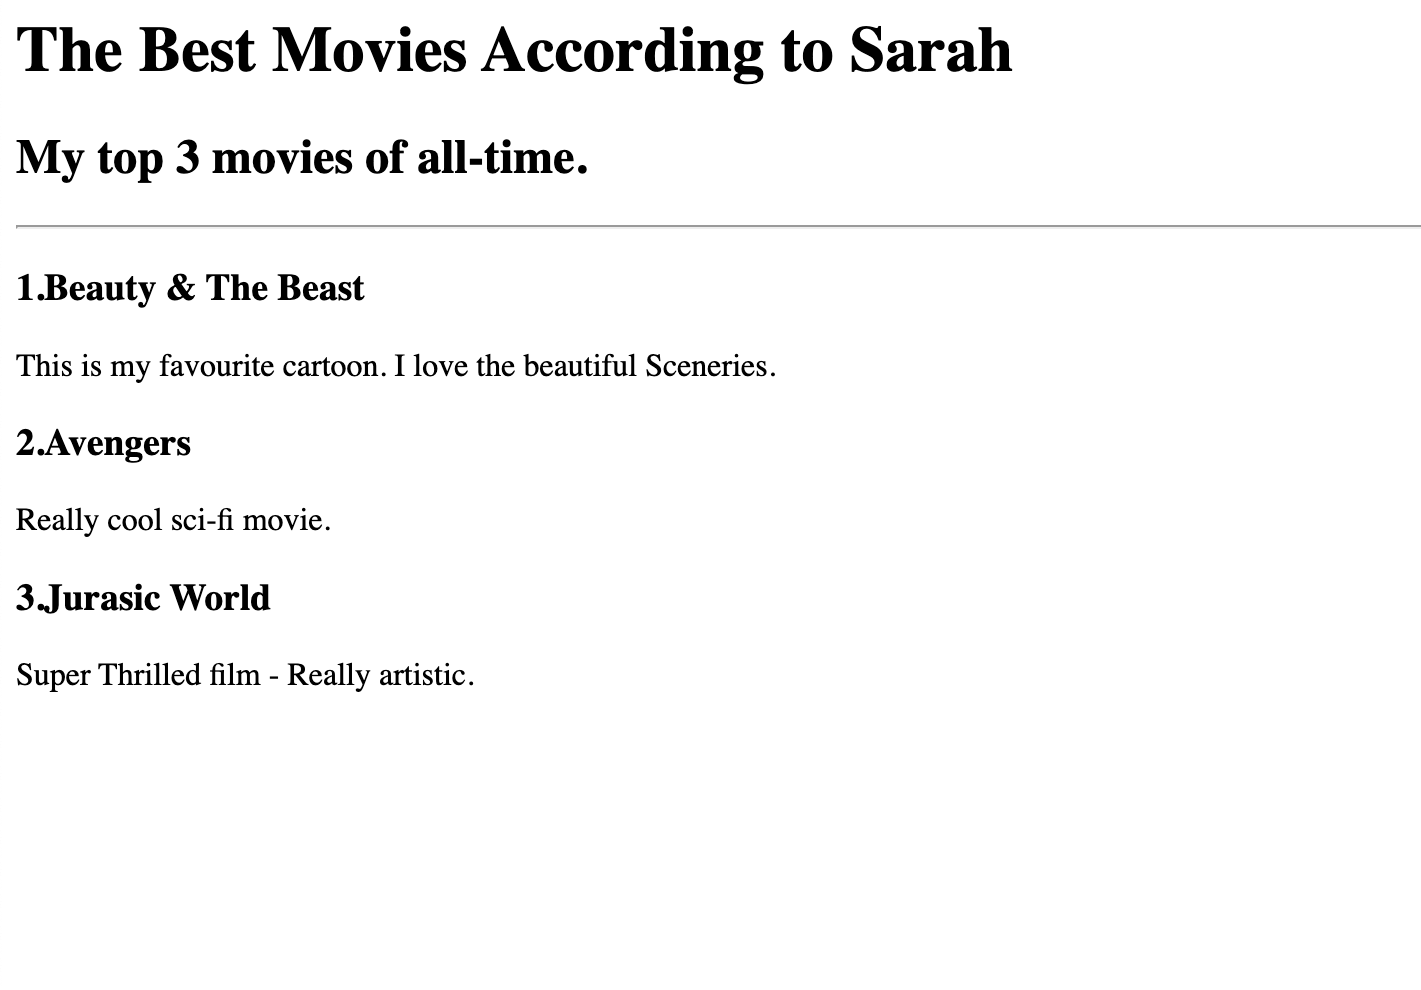 The Best Movies According to Sarah
My top 3 movies of all-time.
1.Beauty & The Beast
This is my favourite cartoon. I love the beautiful Sceneries.
2.Avengers
Really cool sci-fi movie.
3.Jurasic World
Super Thrilled film - Really artistic.